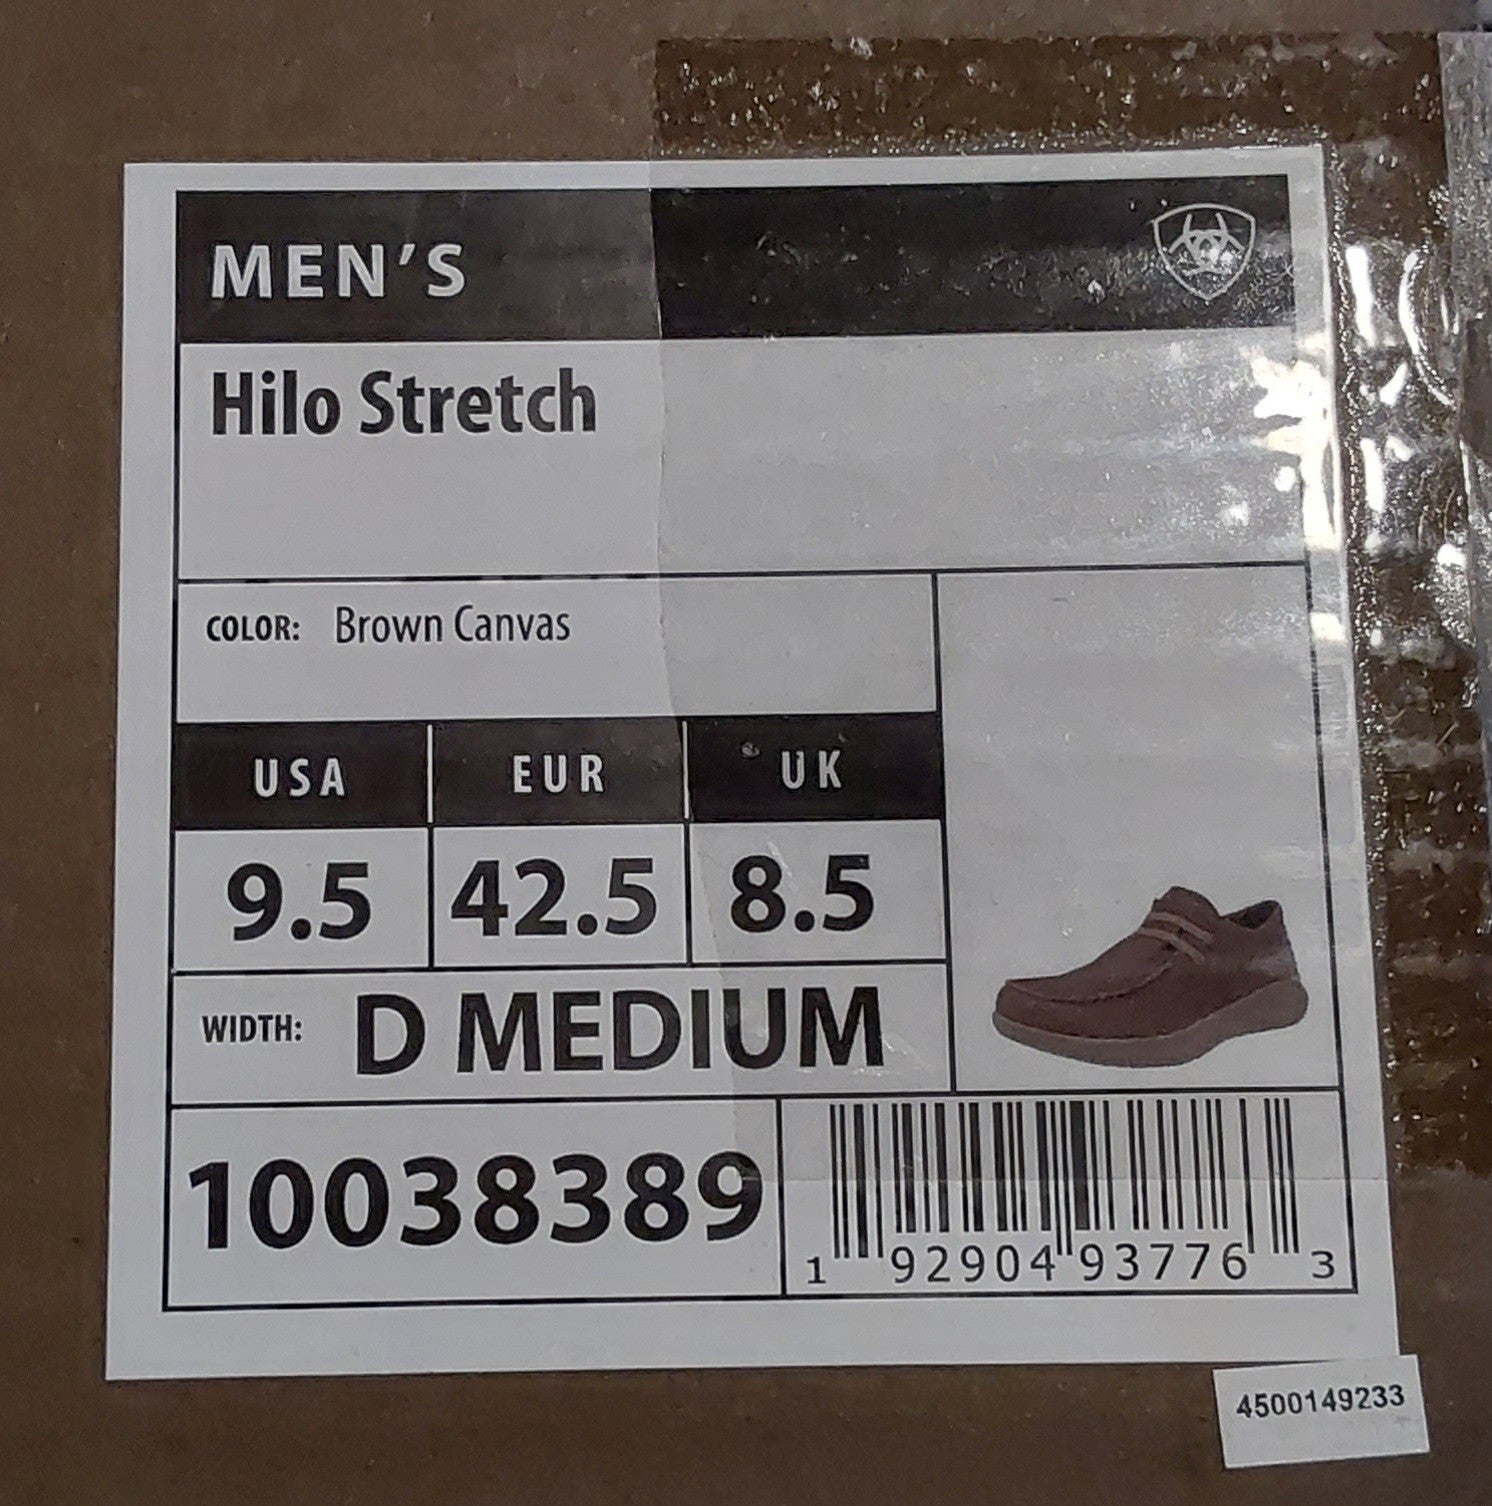 MEN'S
Hilo Stretch
COLOR: Brown Canvas
USA EUR UK
9.5 42.5 8.5
WIDTH: D MEDIUM
10038389
1 92904 93776 3
4500149233